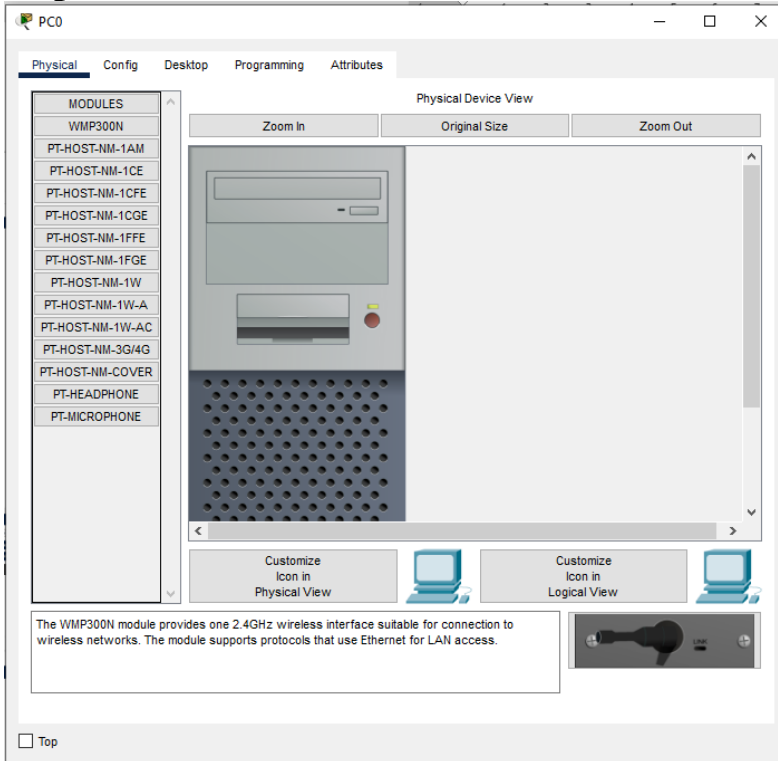 PC0
Physical Config Desktop Programming Attributes
MODULES
WMP300N
PT-HOST-NM-1AM
PT-HOST-NM-1CE
PT-HOST-NM-1CFE
PT-HOST-NM-1CGE
PT-HOST-NM-1FFE
PT-HOST-NM-1FGE
PT-HOST-NM-1W
PT-HOST-NM-1W-A
PT-HOST-NM-1W-AC
PT-HOST-NM-3G/4G
PT-HOST-NM-COVER
PT-HEADPHONE
PT-MICROPHONE
Physical Device View
Zoom In Original Size Zoom Out
Customize
Icon in
Physical View
Customize
Icon in
Logical View
The WMP300N module provides one 2.4GHz wireless interface suitable for connection to
wireless networks. The module supports protocols that use Ethernet for LAN access.
LINK
Top